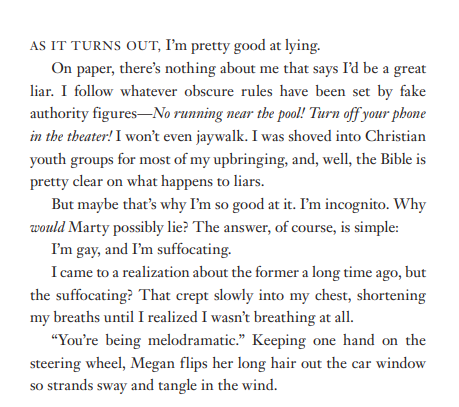 AS IT TURNS OUT, I’m pretty good at lying.
On paper, there’s nothing about me that says I’d be a great
liar. I follow whatever obscure rules have been set by fake
authority figures—No running near the pool! Turn off your phone
in the theater! I won’t even jaywalk. I was shoved into Christian
youth groups for most of my upbringing, and, well, the Bible is
pretty clear on what happens to liars.
But maybe that’s why I’m so good at it. I’m incognito. Why
would Marty possibly lie? The answer, of course, is simple:
I’m gay, and I’m suffocating.
I came to a realization about the former a long time ago, but
the suffocating? That crept slowly into my chest, shortening
my breaths until I realized I wasn’t breathing at all.
“You’re being melodramatic.” Keeping one hand on the
steering wheel, Megan flips her long hair out the car window
so strands sway and tangle in the wind.